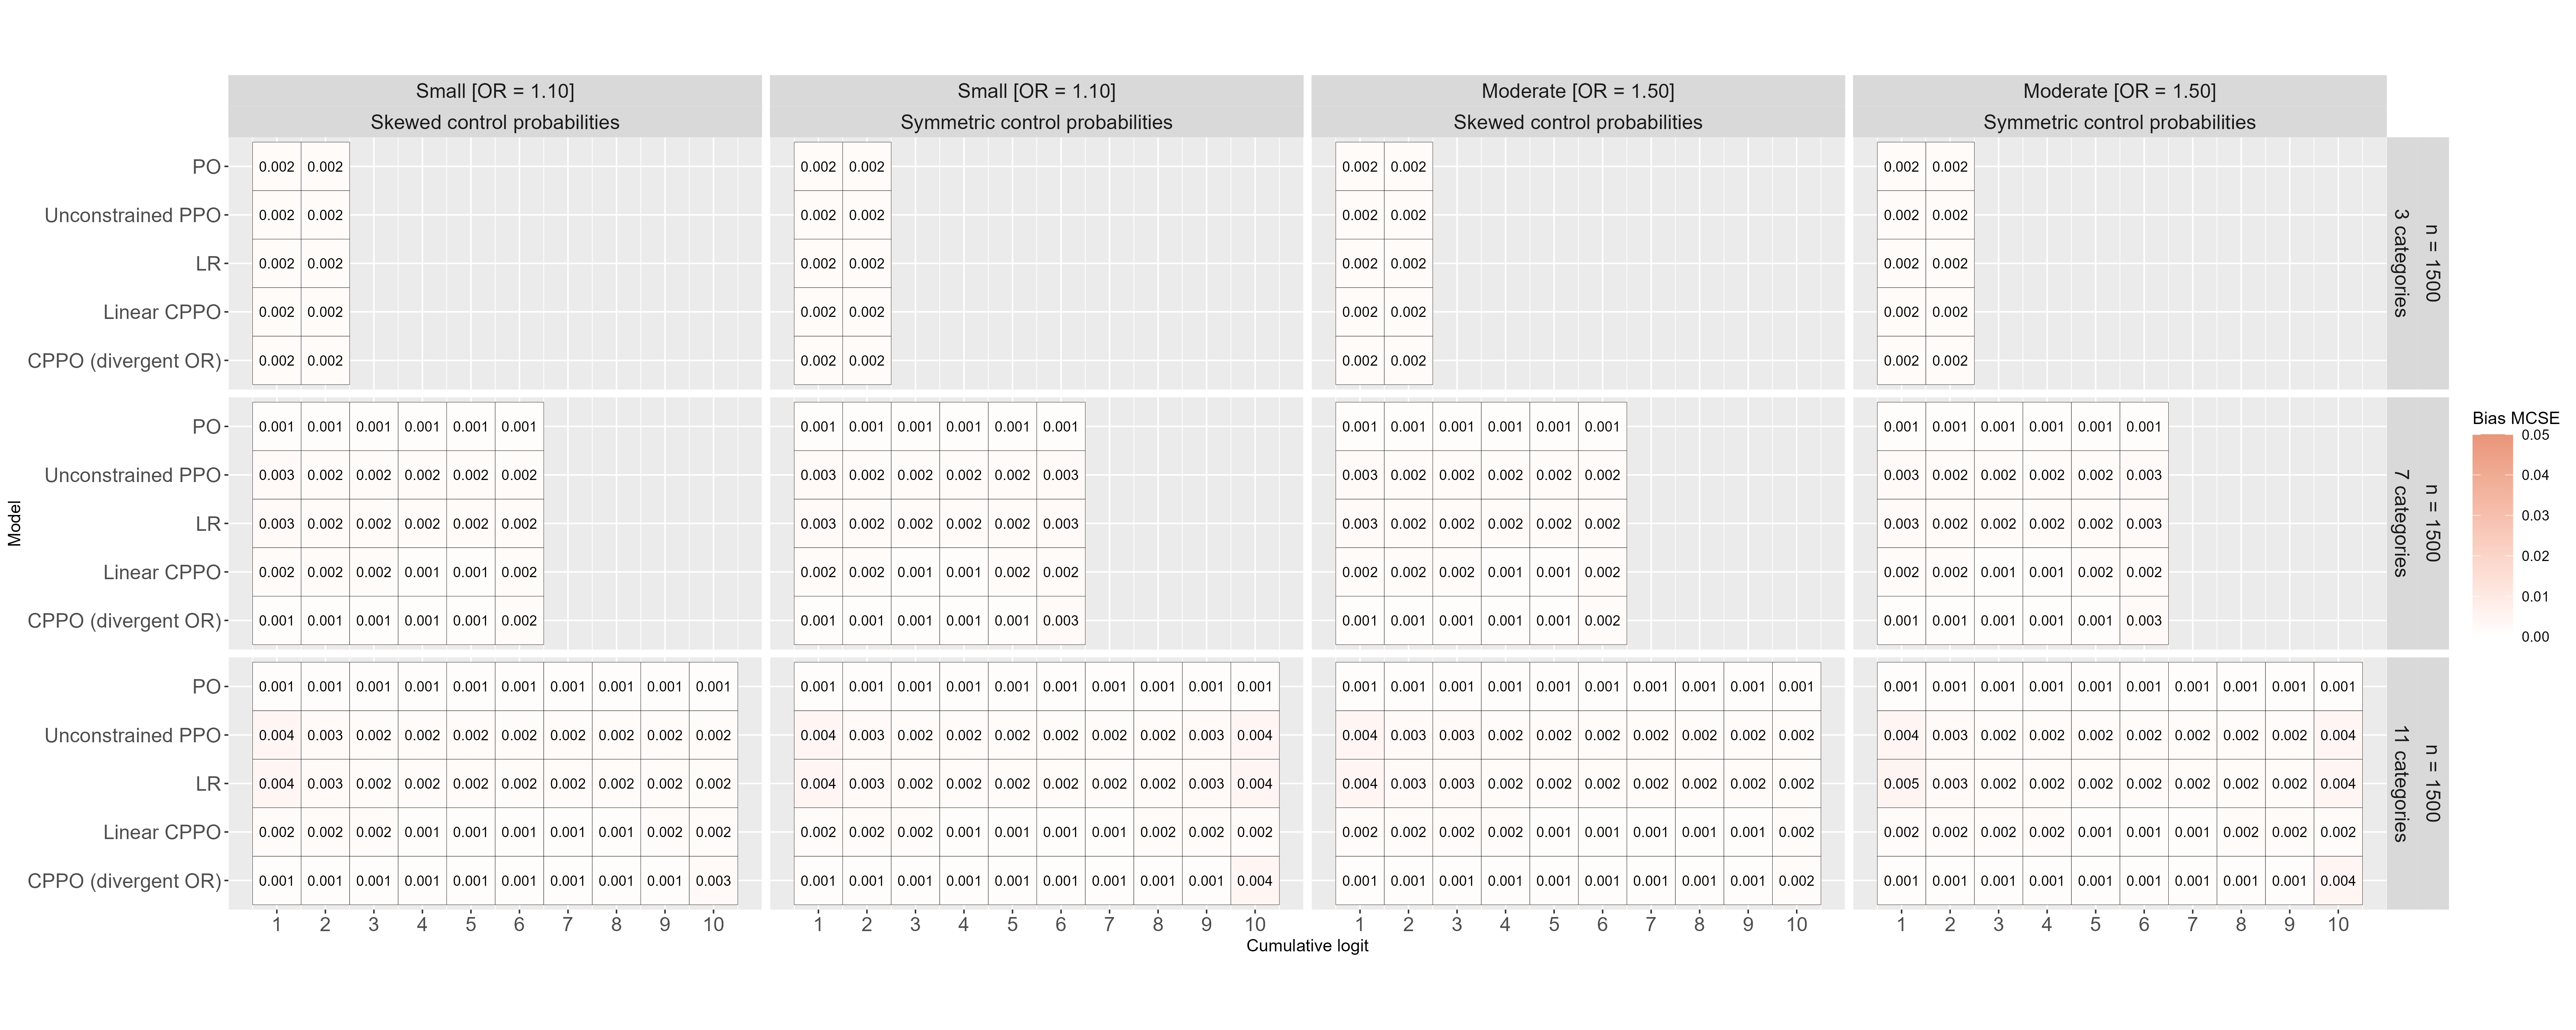 Small [OR = 1.10] Small [OR = 1.10] Moderate [OR = 1.50] Moderate [OR = 1.50]
Skewed control probabilities Symmetric control probabilities Skewed control probabilities Symmetric control probabilities
PO 0.002 0.002 0.002 0.002 0.002 0.002 0.002 0.002
Unconstrained PPO 0.002 0.002 0.002 0.002 0.002 0.002 0.002 0.002
LR 0.002 0.002 0.002 0.002 0.002 0.002 0.002 0.002
Linear CPPO 0.002 0.002 0.002 0.002 0.002 0.002 0.002 0.002
CPPO (divergent OR) 0.002 0.002 0.002 0.002 0.002 0.002 0.002 0.002
n = 1500
3 categories
PO 0.001 0.001 0.001 0.001 0.001 0.001 0.001 0.001 0.001 0.001 0.001 0.001 0.001 0.001 0.001 0.001 0.001 0.001 0.001 0.001 0.001 0.001 0.001 0.001
Unconstrained PPO 0.003 0.002 0.002 0.002 0.002 0.002 0.003 0.002 0.002 0.002 0.002 0.003 0.003 0.002 0.002 0.002 0.002 0.002 0.003 0.002 0.002 0.002 0.002 0.003
LR 0.003 0.002 0.002 0.002 0.002 0.002 0.003 0.002 0.002 0.002 0.002 0.003 0.003 0.002 0.002 0.002 0.002 0.002 0.003 0.002 0.002 0.002 0.002 0.003
Linear CPPO 0.002 0.002 0.002 0.001 0.001 0.002 0.002 0.002 0.001 0.001 0.002 0.002 0.002 0.002 0.002 0.001 0.001 0.002 0.002 0.002 0.001 0.001 0.002 0.002
CPPO (divergent OR) 0.001 0.001 0.001 0.001 0.001 0.002 0.001 0.001 0.001 0.001 0.001 0.003 0.001 0.001 0.001 0.001 0.001 0.002 0.001 0.001 0.001 0.001 0.001 0.003
n = 1500
7 categories
PO 0.001 0.001 0.001 0.001 0.001 0.001 0.001 0.001 0.001 0.001 0.001 0.001 0.001 0.001 0.001 0.001 0.001 0.001 0.001 0.001 0.001 0.001 0.001 0.001 0.001 0.001 0.001 0.001 0.001 0.001 0.001 0.001 0.001 0.001 0.001 0.001 0.001 0.001 0.001 0.001
Unconstrained PPO 0.004 0.003 0.002 0.002 0.002 0.002 0.002 0.002 0.002 0.002 0.004 0.003 0.002 0.002 0.002 0.002 0.002 0.002 0.003 0.004 0.004 0.003 0.003 0.002 0.002 0.002 0.002 0.002 0.002 0.002 0.004 0.003 0.002 0.002 0.002 0.002 0.002 0.002 0.002 0.004
LR 0.004 0.003 0.002 0.002 0.002 0.002 0.002 0.002 0.002 0.002 0.004 0.003 0.002 0.002 0.002 0.002 0.002 0.002 0.003 0.004 0.004 0.003 0.003 0.002 0.002 0.002 0.002 0.002 0.002 0.002 0.005 0.003 0.002 0.002 0.002 0.002 0.002 0.002 0.002 0.004
Linear CPPO 0.002 0.002 0.002 0.001 0.001 0.001 0.001 0.001 0.002 0.002 0.002 0.002 0.002 0.001 0.001 0.001 0.001 0.002 0.002 0.002 0.002 0.002 0.002 0.002 0.001 0.001 0.001 0.001 0.001 0.002 0.002 0.002 0.002 0.002 0.001 0.001 0.001 0.002 0.002 0.002
CPPO (divergent OR) 0.001 0.001 0.001 0.001 0.001 0.001 0.001 0.001 0.001 0.003 0.001 0.001 0.001 0.001 0.001 0.001 0.001 0.001 0.001 0.004 0.001 0.001 0.001 0.001 0.001 0.001 0.001 0.001 0.001 0.002 0.001 0.001 0.001 0.001 0.001 0.001 0.001 0.001 0.001 0.004
n = 1500
11 categories
1 2 3 4 5 6 7 8 9 10 1 2 3 4 5 6 7 8 9 10 1 2 3 4 5 6 7 8 9 10 1 2 3 4 5 6 7 8 9 10
Cumulative logit
Model
Bias MCSE
0.05
0.04
0.03
0.02
0.01
0.00